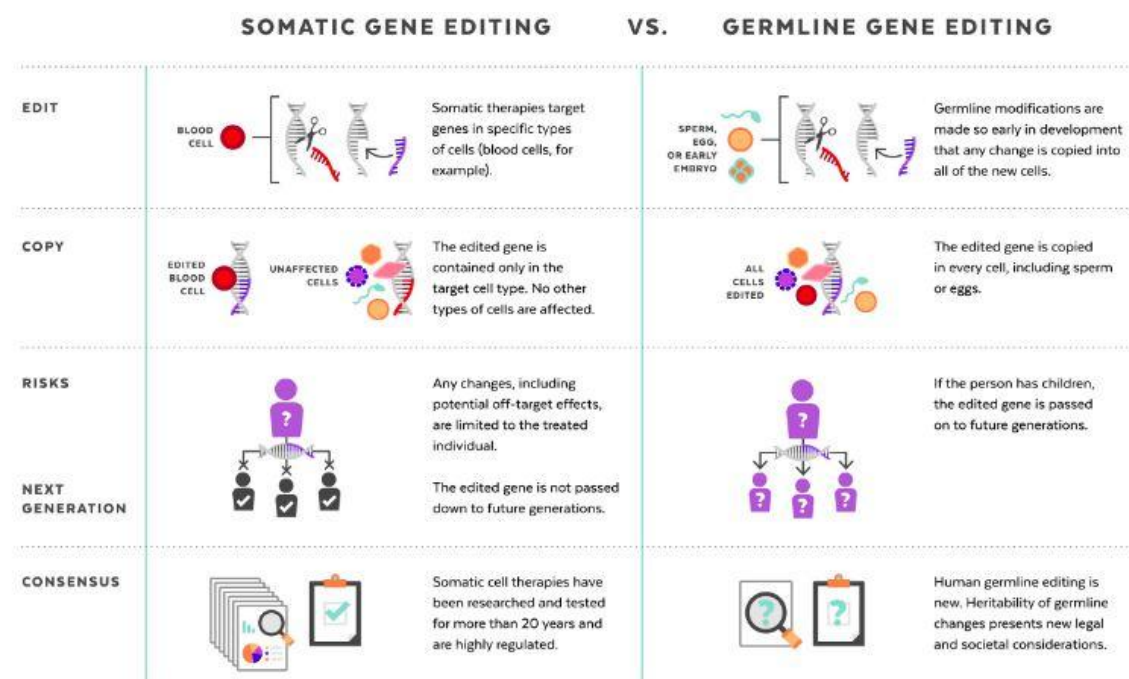 SOMATIC GENE EDITING VS. GERMLINE GENE EDITING
EDIT
BLOOD
CELL
Somatic therapies target
genes in specific types
of cells (blood cells, for
example).
SPERM,
EGG,
OR EARLY
EMBRYO
Germline modifications are
made so early in development
that any change is copied into
all of the new cells.
COPY
EDITED
BLOOD
CELL
UNAFFECTED
CELLS
The edited gene is
contained only in the
target cell type. No other
types of cells are affected.
ALL
CELLS
EDITED
The edited gene is copied
in every cell, including sperm
or eggs.
RISKS
?
Any changes, including
potential off-target effects,
are limited to the treated
individual.
?
If the person has children,
the edited gene is passed
on to future generations.
NEXT
GENERATION
The edited gene is not passed
down to future generations.
? ? ?
CONSENSUS
Somatic cell therapies have
been researched and tested
for more than 20 years and
are highly regulated.
? ?
Human germline editing is
new. Heritability of germline
changes presents new legal
and societal considerations.